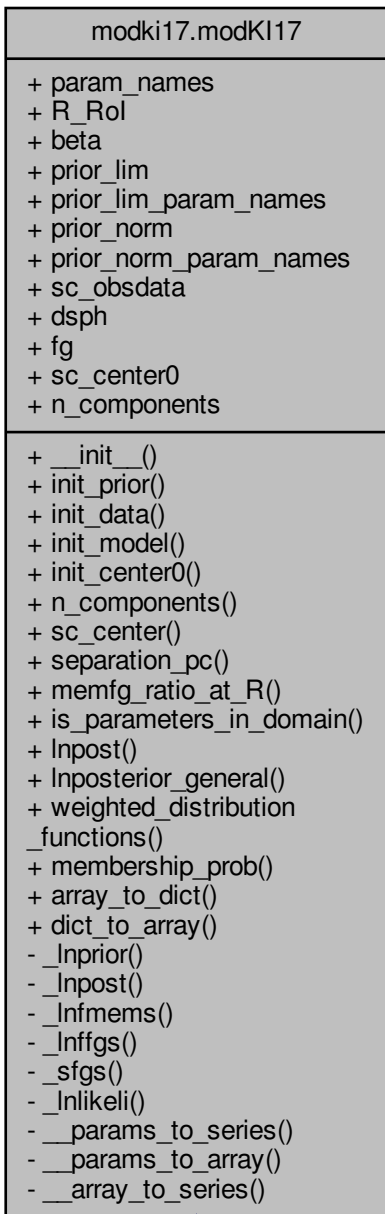 modki17.modKI17
+ param_names
+ R_RoI
+ beta
+ prior_lim
+ prior_lim_param_names
+ prior_norm
+ prior_norm_param_names
+ sc_obsdata
+ dsph
+ fg
+ sc_center0
+ n_components
+ __init__()
+ init_prior()
+ init_data()
+ init_model()
+ init_center0()
+ n_components()
+ sc_center()
+ separation_pc()
+ memfg_ratio_at_R()
+ is_parameters_in_domain()
+ lnpost()
+ lnposterior_general()
+ weighted_distribution
_functions()
+ membership_prob()
+ array_to_dict()
+ dict_to_array()
- _lnprior()
- _lnpost()
- _lnfmems()
- _lnffgs()
- _sfgs()
- _lnlikeli()
- __params_to_series()
- __params_to_array()
- __array_to_series()